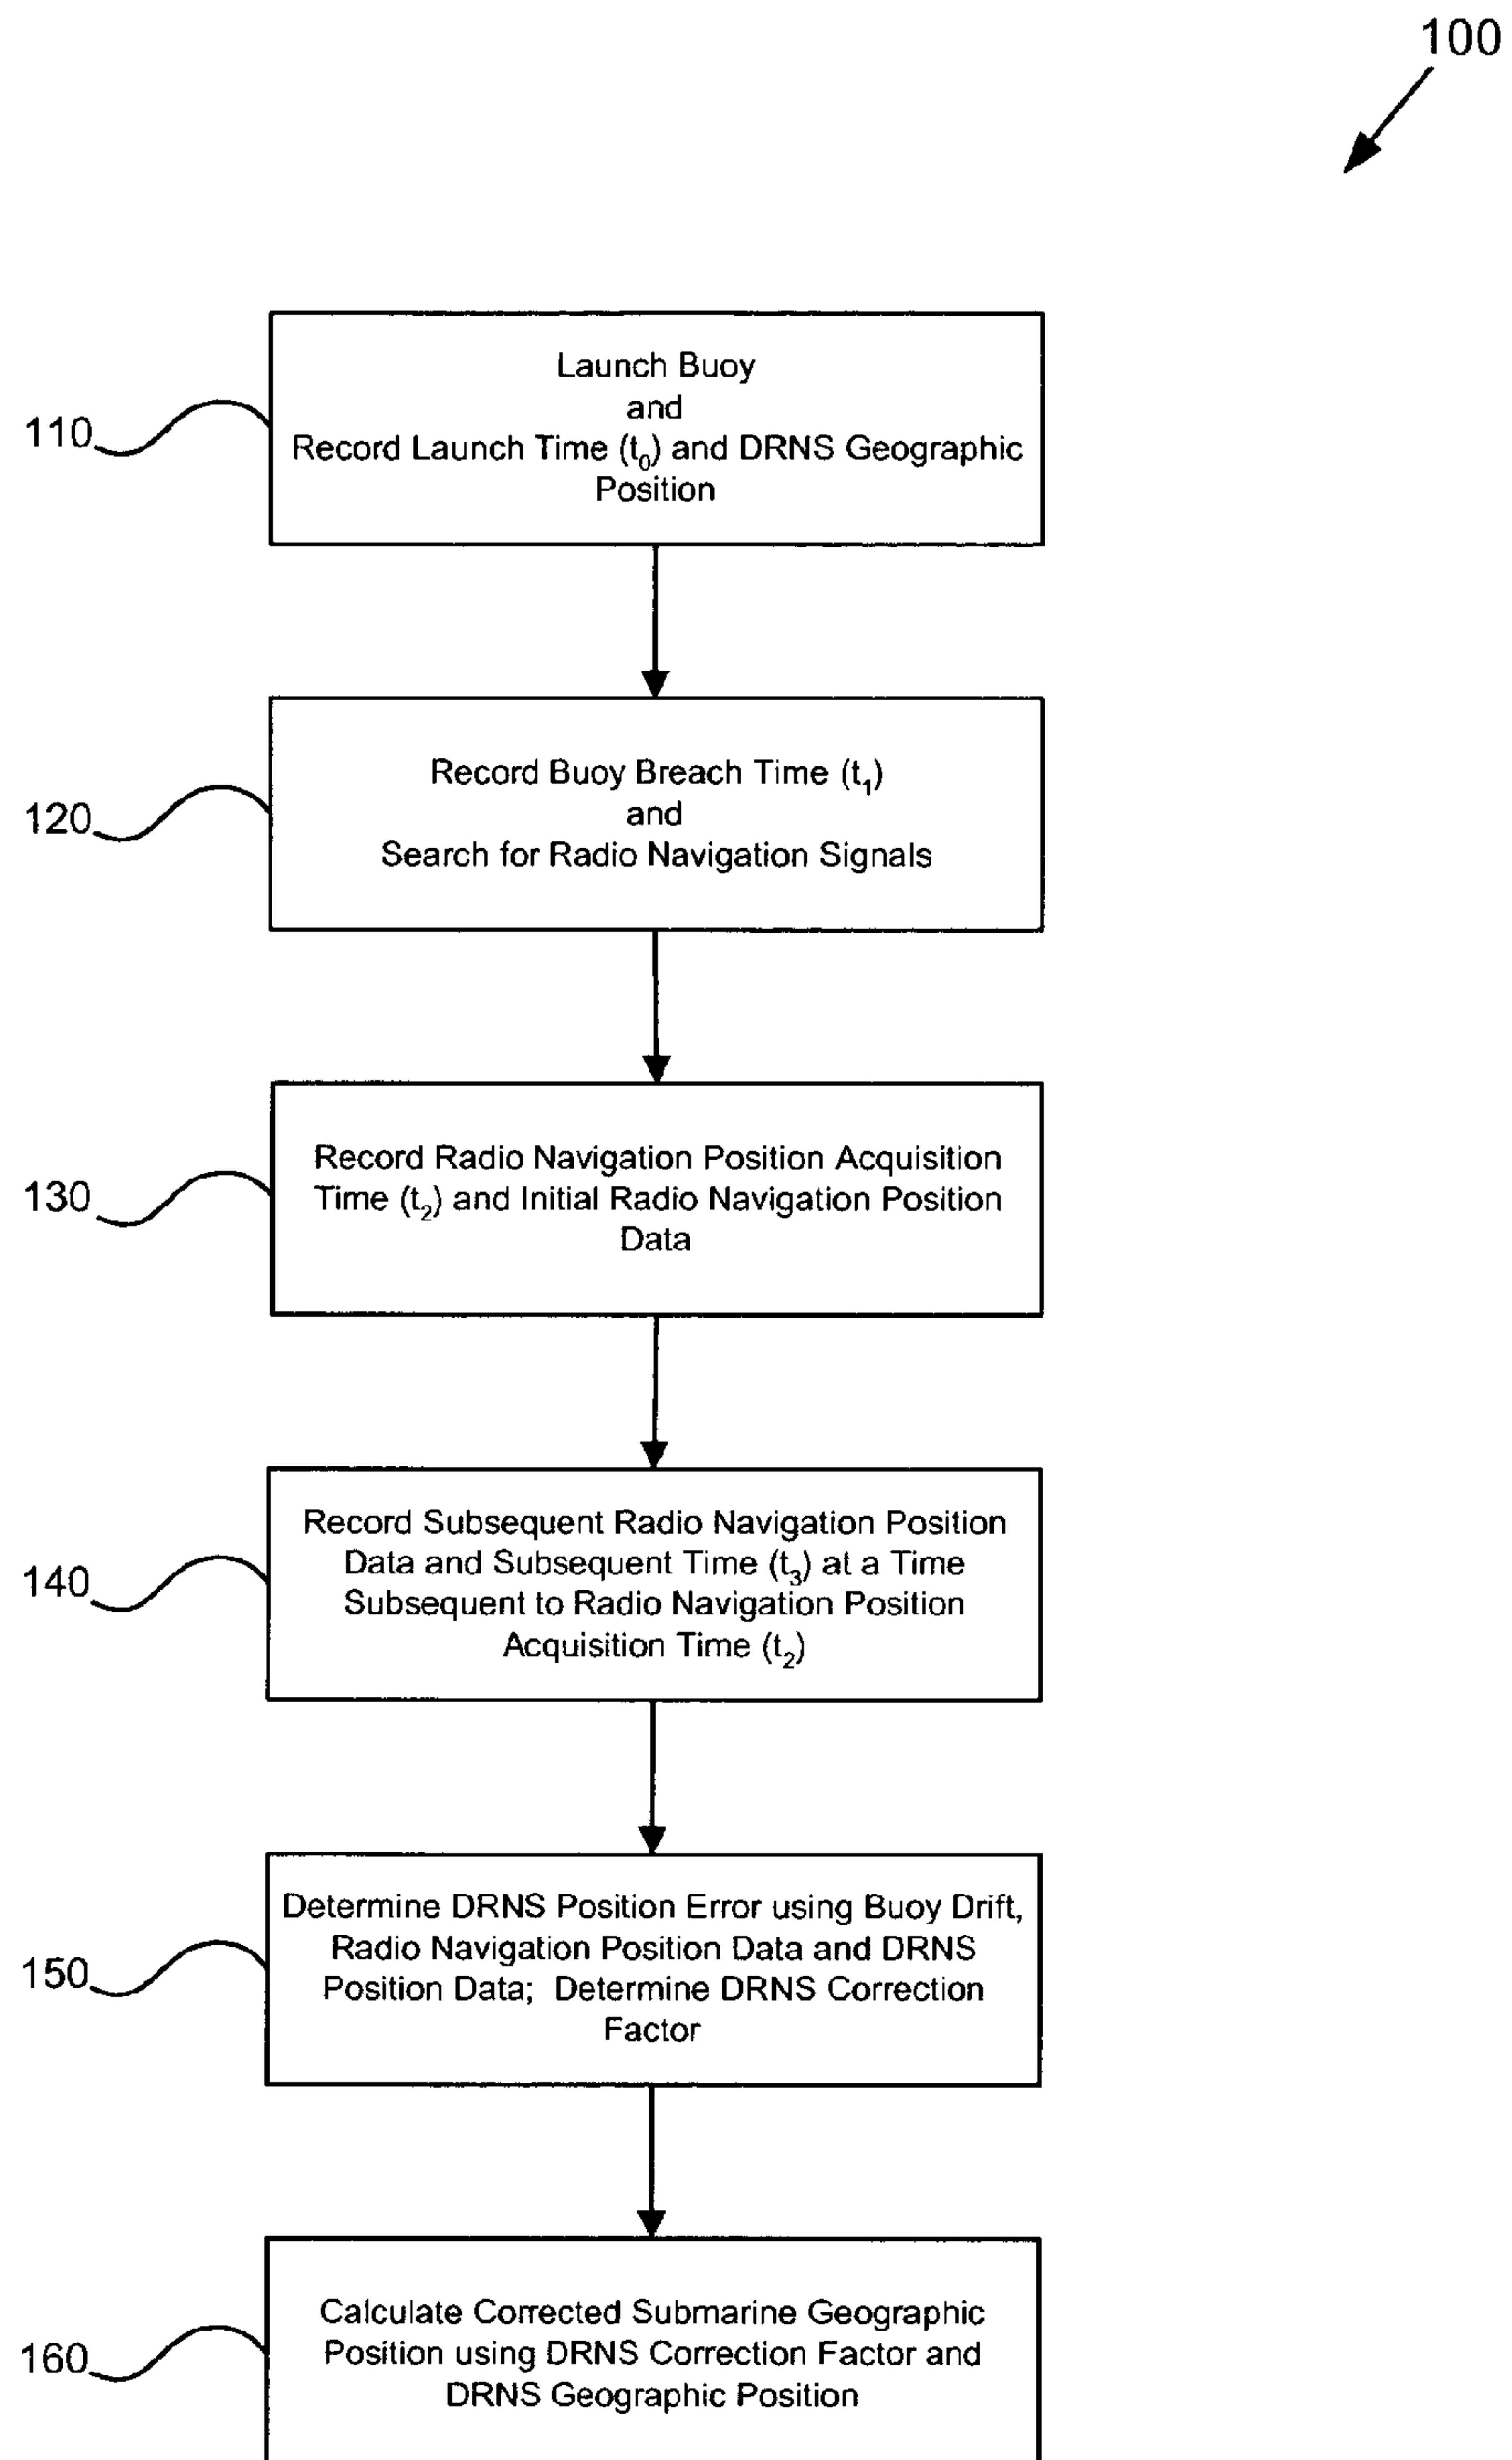 100
110
Launch Buoy
and
Record Launch Time (t₀) and DRNS Geographic
Position
120
Record Buoy Breach Time (t₁)
and
Search for Radio Navigation Signals
130
Record Radio Navigation Position Acquisition
Time (t₂) and Initial Radio Navigation Position
Data
140
Record Subsequent Radio Navigation Position
Data and Subsequent Time (t₃) at a Time
Subsequent to Radio Navigation Position
Acquisition Time (t₂)
150
Determine DRNS Position Error using Buoy Drift,
Radio Navigation Position Data and DRNS
Position Data; Determine DRNS Correction
Factor
160
Calculate Corrected Submarine Geographic
Position using DRNS Correction Factor and
DRNS Geographic Position